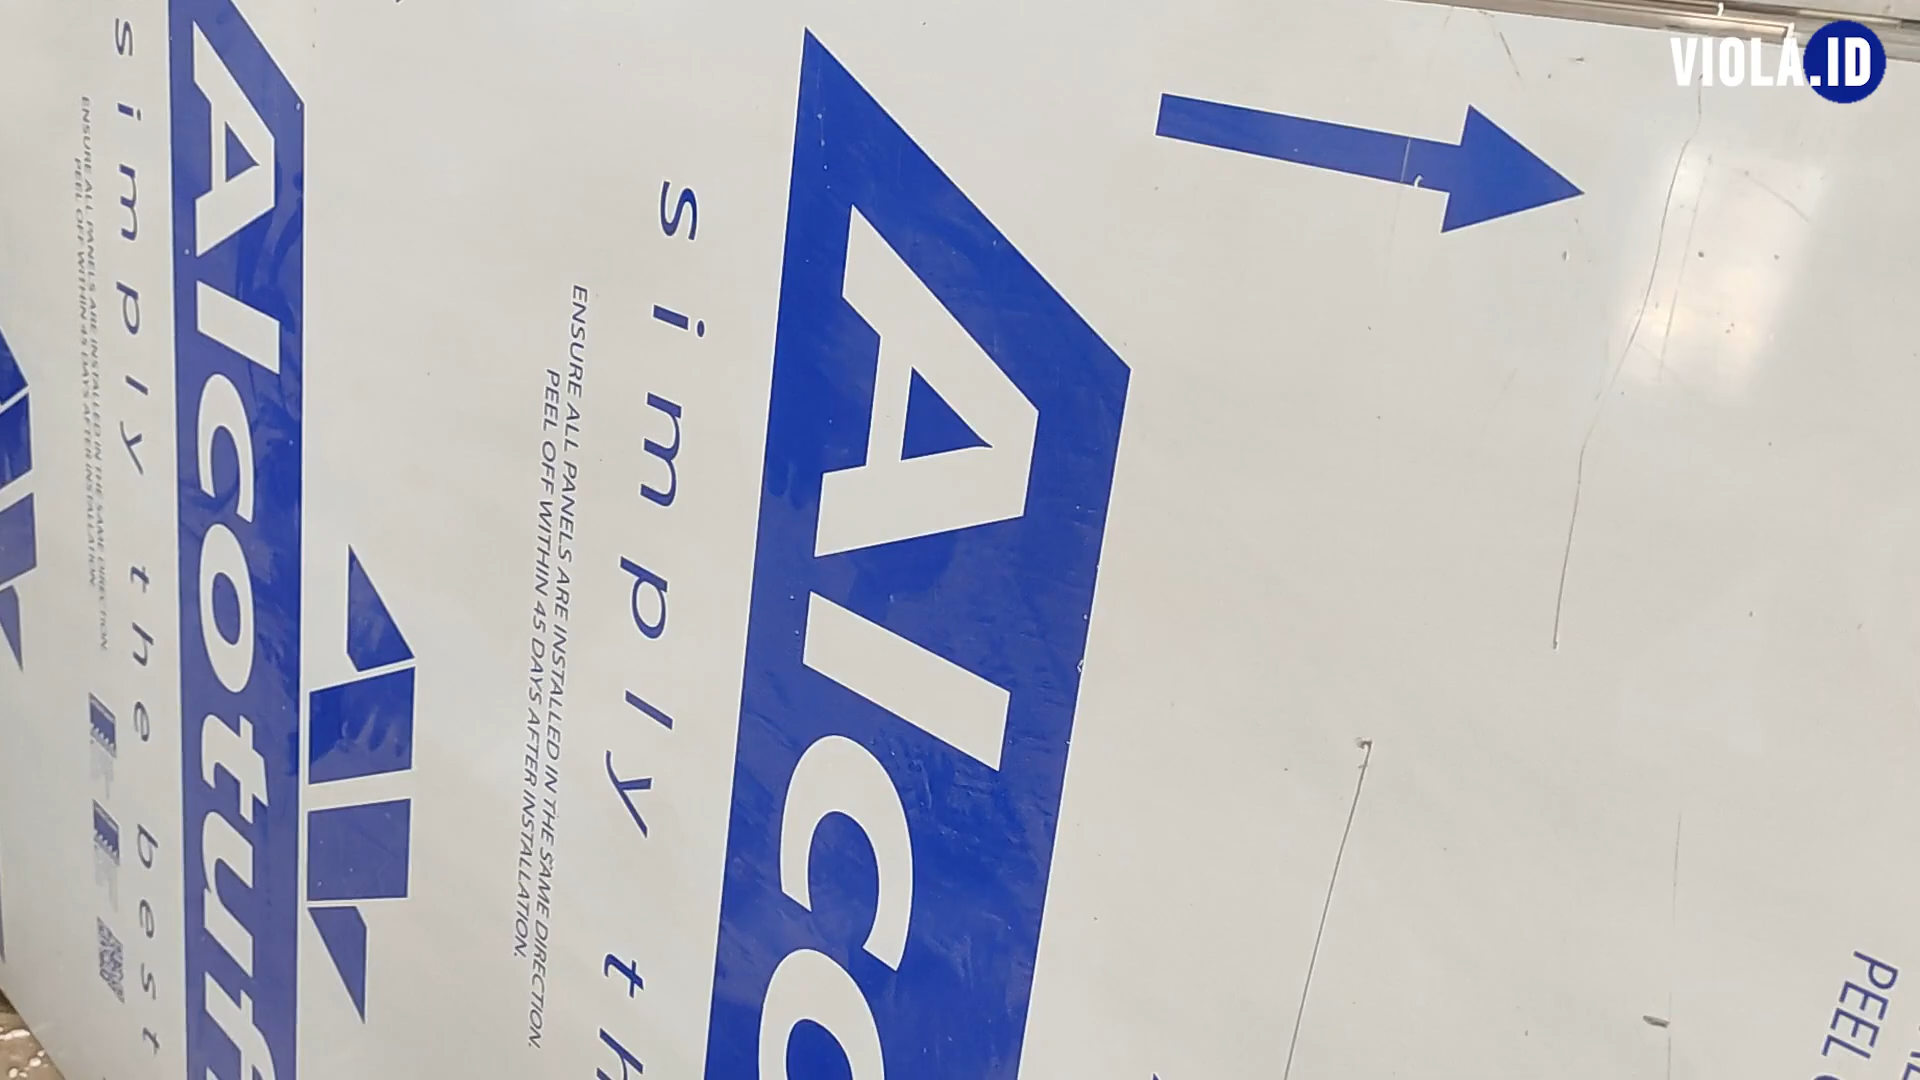 VIOLA.ID
Alcotuf
simply the best
ENSURE ALL PANELS ARE INSTALLED IN THE SAME DIRECTION.
PEEL OFF WITHIN 45 DAYS AFTER INSTALLATION.
Alco
simply th
ENSURE ALL PANELS ARE INSTALLED IN THE SAME DIRECTION.
PEEL OFF WITHIN 45 DAYS AFTER INSTALLATION.
PEEL